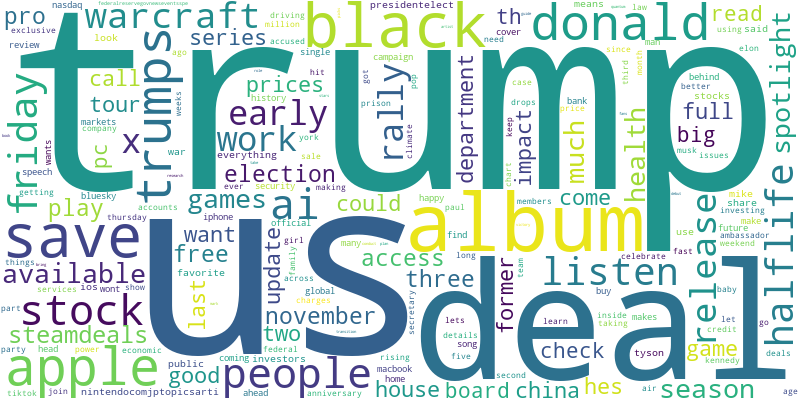 federalreservegovnewseventsspe
nasdaq
pro
warcraft
black
presidentelect
donald
th
read
exclusive
review
look
series
driving
million
accused
single
cover
means
law
using
said
age
elon
man
since
month
third
trump
trumps
friday
call
tour
ago
weeks
markets
company
pc
x
war
speech
wants
getting
bluesky
accounts
prices
history
early
work
york
everything
sale
ever
security
making
election
games
hit
need
campaign
got
pop
prison
rally
climate
department
case
drops
bank
price
keep
chart
impact
much
health
stocks
behind
better
full
big
musk
issues
spotlight
play
thursday
iphone
ai
official
girl
family
could
happy
paul
many
members
album
come
mike
share
investing
make
ambassador
use
future
weekend
save
want
free
favorite
update
across
global
charges
access
find
long
three
former
team
listen
celebrate
fast
release
halflife
things
available
services
ios
wont
show
last
november
two
federal
secretary
us
deal
lets
details
song
five
second
learn
inside
taking
makes
buy
check
tyson
baby
let
credit
go
game
deals
kennedy
part
stock
steamdeals
party
head
power
economic
public
good
coming
investors
people
rising
macbook
home
anniversary
ahead
house
board
china
hes
air
season
apple
tiktok
join
nintendocomjptopicsarti